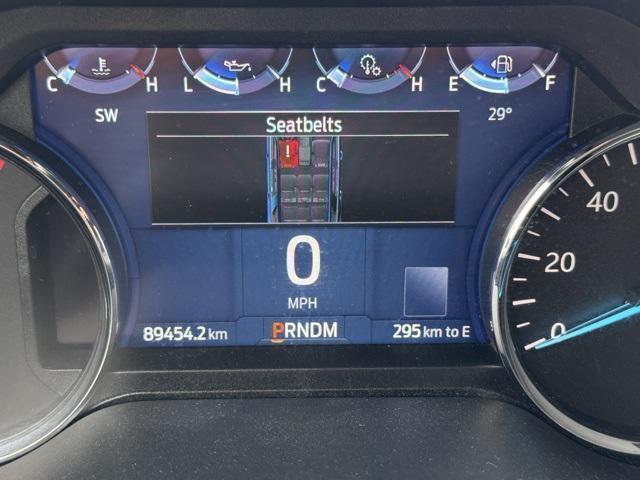 C H L H C H E F
SW 29°
Seatbelts
!
40
0
20
MPH
0
89454.2 km PRNDM 295 km to E